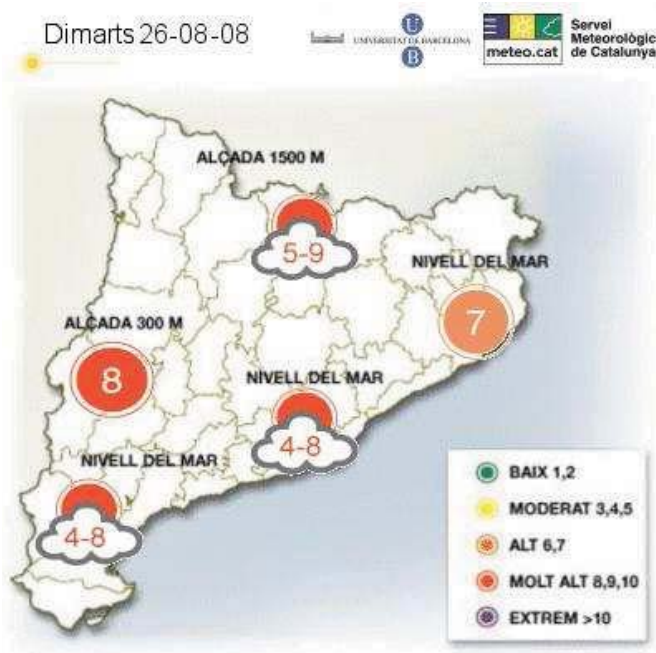 Dimarts 26-08-08
UNIVERSITAT DE BARCELONA
U
B
meteo.cat
Servei
Meteorològic
de Catalunya
ALÇADA 1500 M
5-9
NIVELL DEL MAR
7
ALÇADA 300 M
8
NIVELL DEL MAR
4-8
NIVELL DEL MAR
4-8
BAIX 1,2
MODERAT 3,4,5
ALT 6,7
MOLT ALT 8,9,10
EXTREM >10